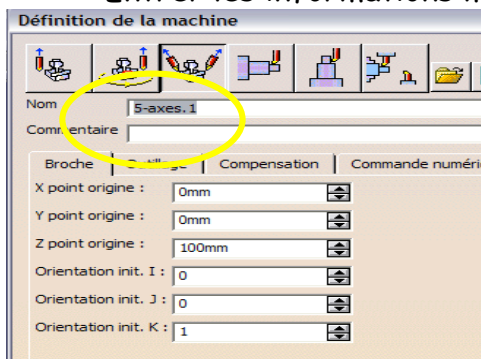 Définition de la machine
Nom 5-axes.1
Commentaire
Broche Outillage Compensation Commande numéri
X point origine : 0mm
Y point origine : 0mm
Z point origine : 100mm
Orientation init. I : 0
Orientation init. J : 0
Orientation init. K : 1